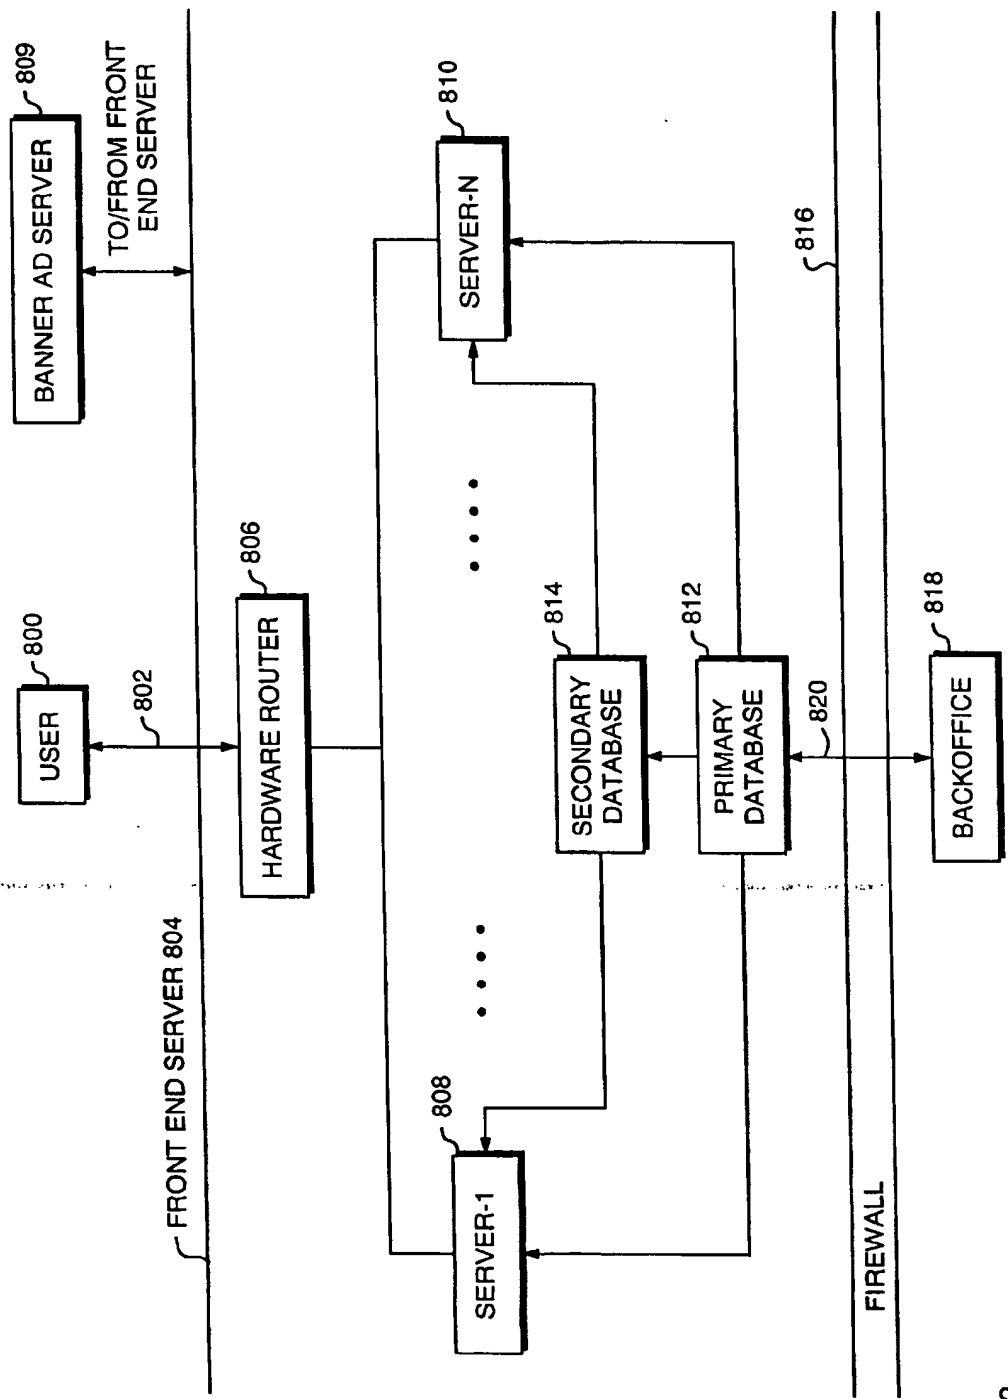 USER
800
802
BANNER AD SERVER
809
TO/FROM FRONT
END SERVER
FRONT END SERVER 804
HARDWARE ROUTER
806
SERVER-1
808
SERVER-N
810
SECONDARY
DATABASE
814
PRIMARY
DATABASE
812
820
816
FIREWALL
BACKOFFICE
818